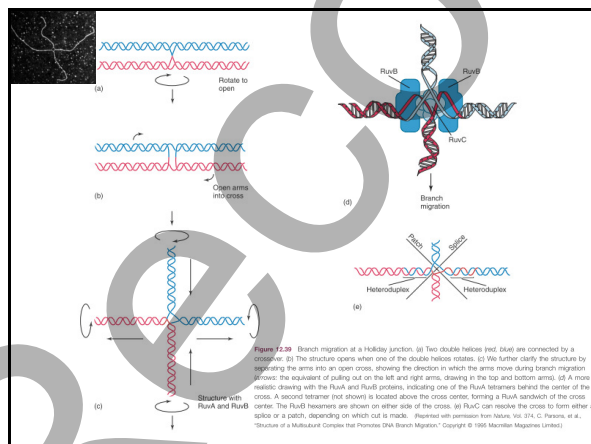 Rotate to
open
(a)
(b)
Open arms
into cross
(c)
Structure with
RuvA and RuvB
RuvB
RuvB
RuvC
(d)
Branch
migration
Patch
Splice
Heteroduplex
Heteroduplex
(e)
Figure 12.39 Branch migration at a Holliday junction. (a) Two double helices (red, blue) are connected by a
crossover. (b) The structure opens when one of the double helices rotates. (c) We further clarify the structure by
separating the arms into an open cross, showing the direction in which the arms move during branch migration
(arrows: the equivalent of pulling out on the left and right arms, drawing in the top and bottom arms). (d) A more
realistic drawing with the RuvA and RuvB proteins, indicating one of the RuvA tetramers behind the center of the
cross. A second tetramer (not shown) is located above the cross center, forming a RuvA sandwich of the cross
center. The RuvB hexamers are shown on either side of the cross. (e) RuvC can resolve the cross to form either a
splice or a patch, depending on which cut is made. (Reprinted with permission from Nature, Vol. 374, C. Parsons, et al.,
"Structure of a Multisubunit Complex that Promotes DNA Branch Migration." Copyright © 1995 Macmillan Magazines Limited.)